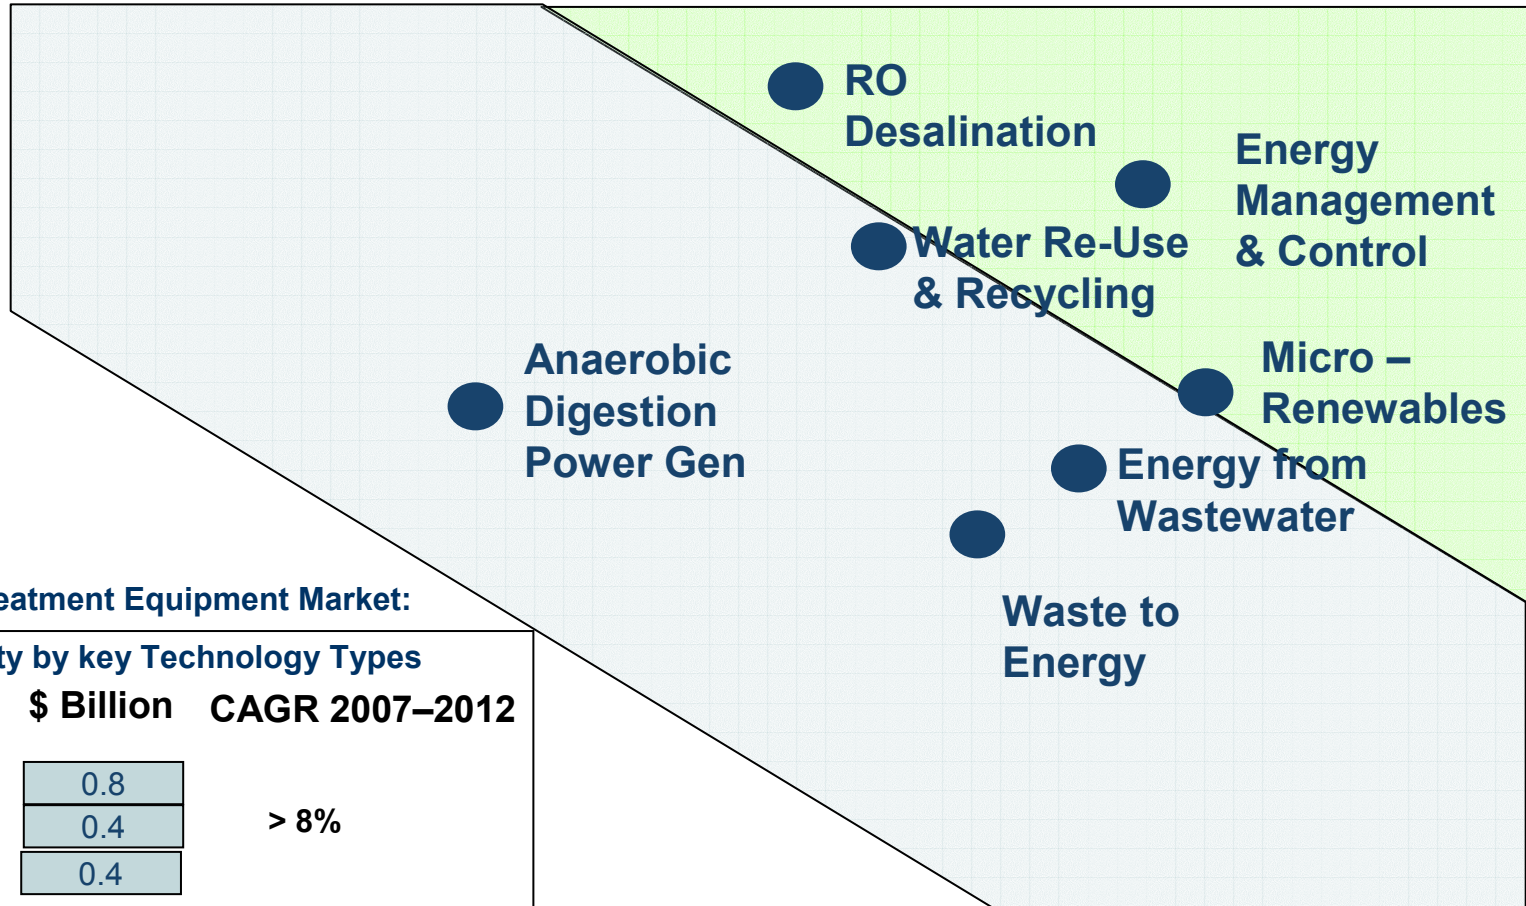 RO
Desalination
Energy
Management
& Control
Water Re-Use
& Recycling
Anaerobic
Digestion
Power Gen
Micro –
Renewables
Energy from
Wastewater
Waste to
Energy
Equipment Market:
by key Technology Types
$ Billion CAGR 2007–2012
0.8
0.4
> 8%
0.4